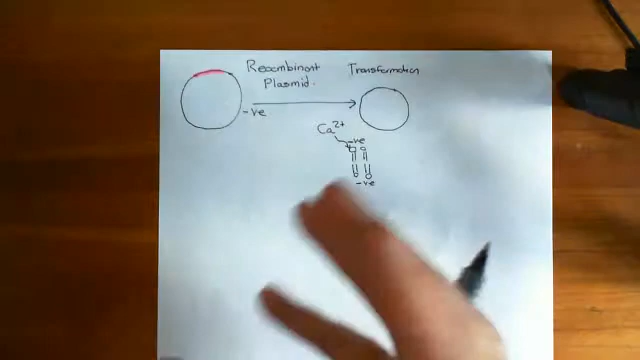 Recombinant
Plasmid.
Transformation
-ve
Ca2+
-ve
-ve